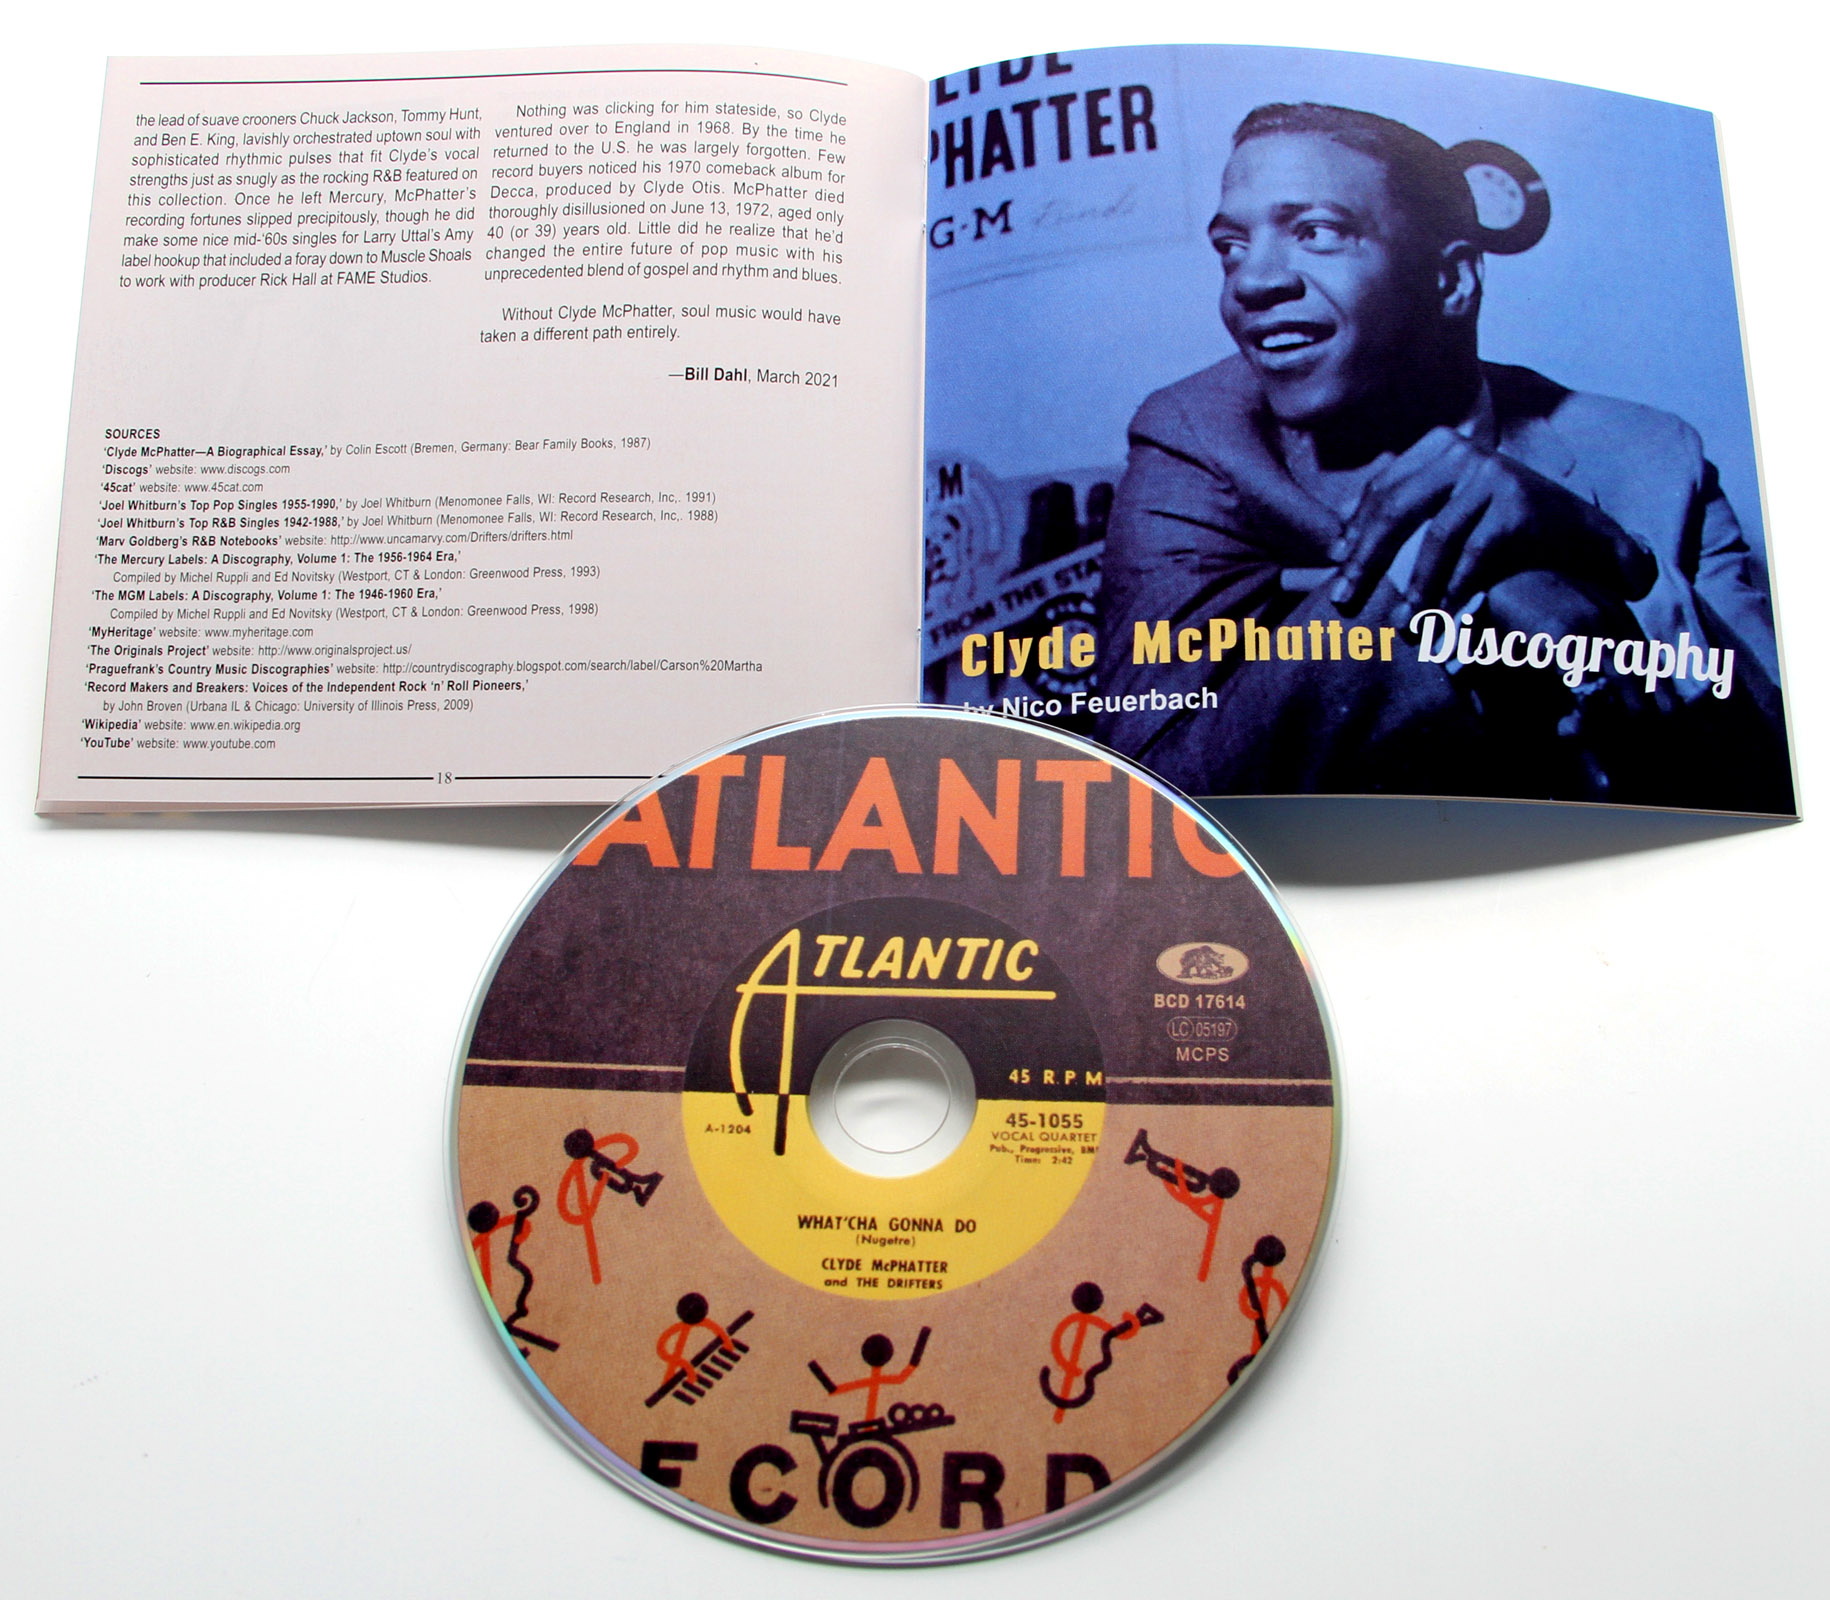 the lead of suave crooners Chuck Jackson, Tommy Hunt,
and Ben E. King, lavishly orchestrated uptown soul with
sophisticated rhythmic pulses that fit Clyde's vocal
strengths just as snugly as the rocking R&B featured on
this collection. Once he left Mercury, McPhatter's
recording fortunes slipped precipitously, though he did
make some nice mid-'60s singles for Larry Uttal's Amy
label hookup that included a foray down to Muscle Shoals
to work with producer Rick Hall at FAME Studios.
Nothing was clicking for him stateside, so Clyde
ventured over to England in 1968. By the time he
returned to the U.S. he was largely forgotten. Few
record buyers noticed his 1970 comeback album for
Decca, produced by Clyde Otis. McPhatter died
thoroughly disillusioned on June 13, 1972, aged only
40 (or 39) years old. Little did he realize that he'd
changed the entire future of pop music with his
unprecedented blend of gospel and rhythm and blues.
Without Clyde McPhatter, soul music would have
taken a different path entirely.
—Bill Dahl, March 2021
SOURCES
'Clyde McPhatter—A Biographical Essay,' by Colin Escott (Bremen, Germany: Bear Family Books, 1987)
'Discogs' website: www.discogs.com
'45cat' website: www.45cat.com
'Joel Whitburn's Top Pop Singles 1955-1990,' by Joel Whitburn (Menomonee Falls, WI: Record Research, Inc,. 1991)
'Joel Whitburn's Top R&B Singles 1942-1988,' by Joel Whitburn (Menomonee Falls, WI: Record Research, Inc,. 1988)
'Marv Goldberg's R&B Notebooks' website: http://www.uncamarvy.com/Drifters/drifters.html
'The Mercury Labels: A Discography, Volume 1: The 1956-1964 Era,'
Compiled by Michel Ruppli and Ed Novitsky (Westport, CT & London: Greenwood Press, 1993)
'The MGM Labels: A Discography, Volume 1: The 1946-1960 Era,'
Compiled by Michel Ruppli and Ed Novitsky (Westport, CT & London: Greenwood Press, 1998)
'MyHeritage' website: www.myheritage.com
'The Originals Project' website: http://www.originalsproject.us/
'Praguefrank's Country Music Discographies' website: http://countrydiscography.blogspot.com/search/label/Carson%20Martha
'Record Makers and Breakers: Voices of the Independent Rock 'n' Roll Pioneers,'
by John Broven (Urbana IL & Chicago: University of Illinois Press, 2009)
'Wikipedia' website: www.en.wikipedia.org
'YouTube' website: www.youtube.com
18
LYDE
PHATTER
G-M
M
FROM THE STA
Clyde McPhatter Discography
by Nico Feuerbach
ATLANTIC
ATLANTIC
BCD 17614
LC 05197
MCPS
45 R.P.M
A-1204
45-1055
VOCAL QUARTET
Pub., Progressive, BMI
Time: 2:42
WHAT'CHA GONNA DO
(Nugetre)
CLYDE McPHATTER
and THE DRIFTERS
ECORD